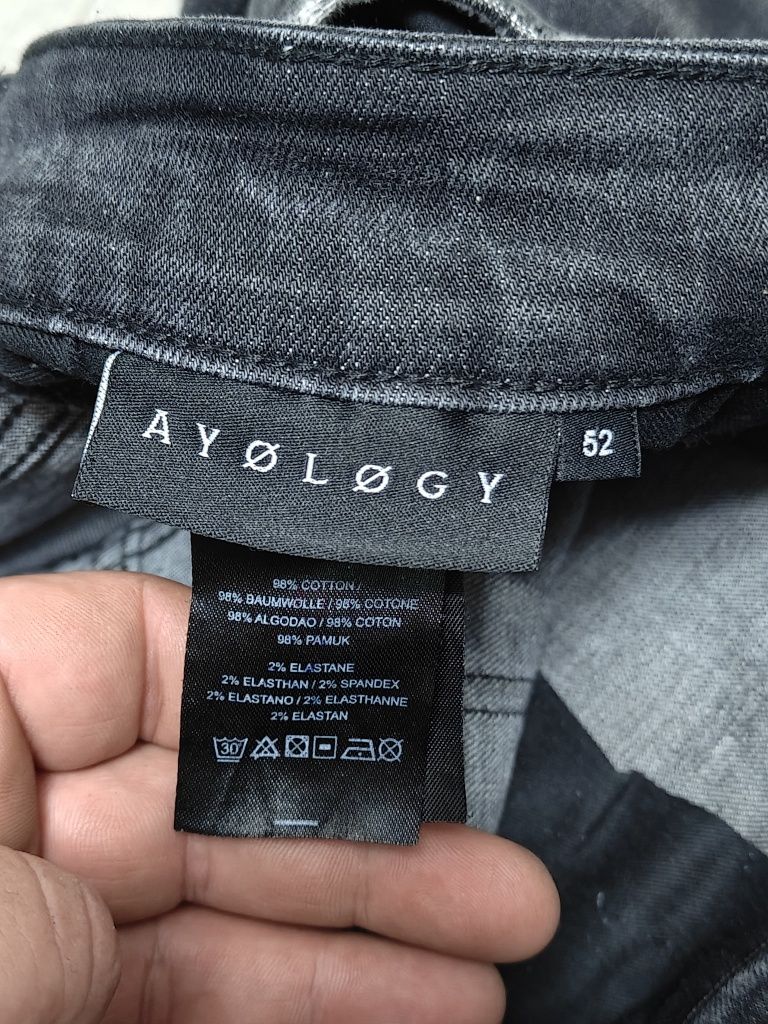 AYØLØGY
52
98% COTTON /
98% BAUMWOLLE / 98% COTONE
98% ALGODAO / 98% COTON
98% PAMUK
2% ELASTANE
2% ELASTHAN / 2% SPANDEX
2% ELASTANO / 2% ELASTHANNE
2% ELASTAN
30